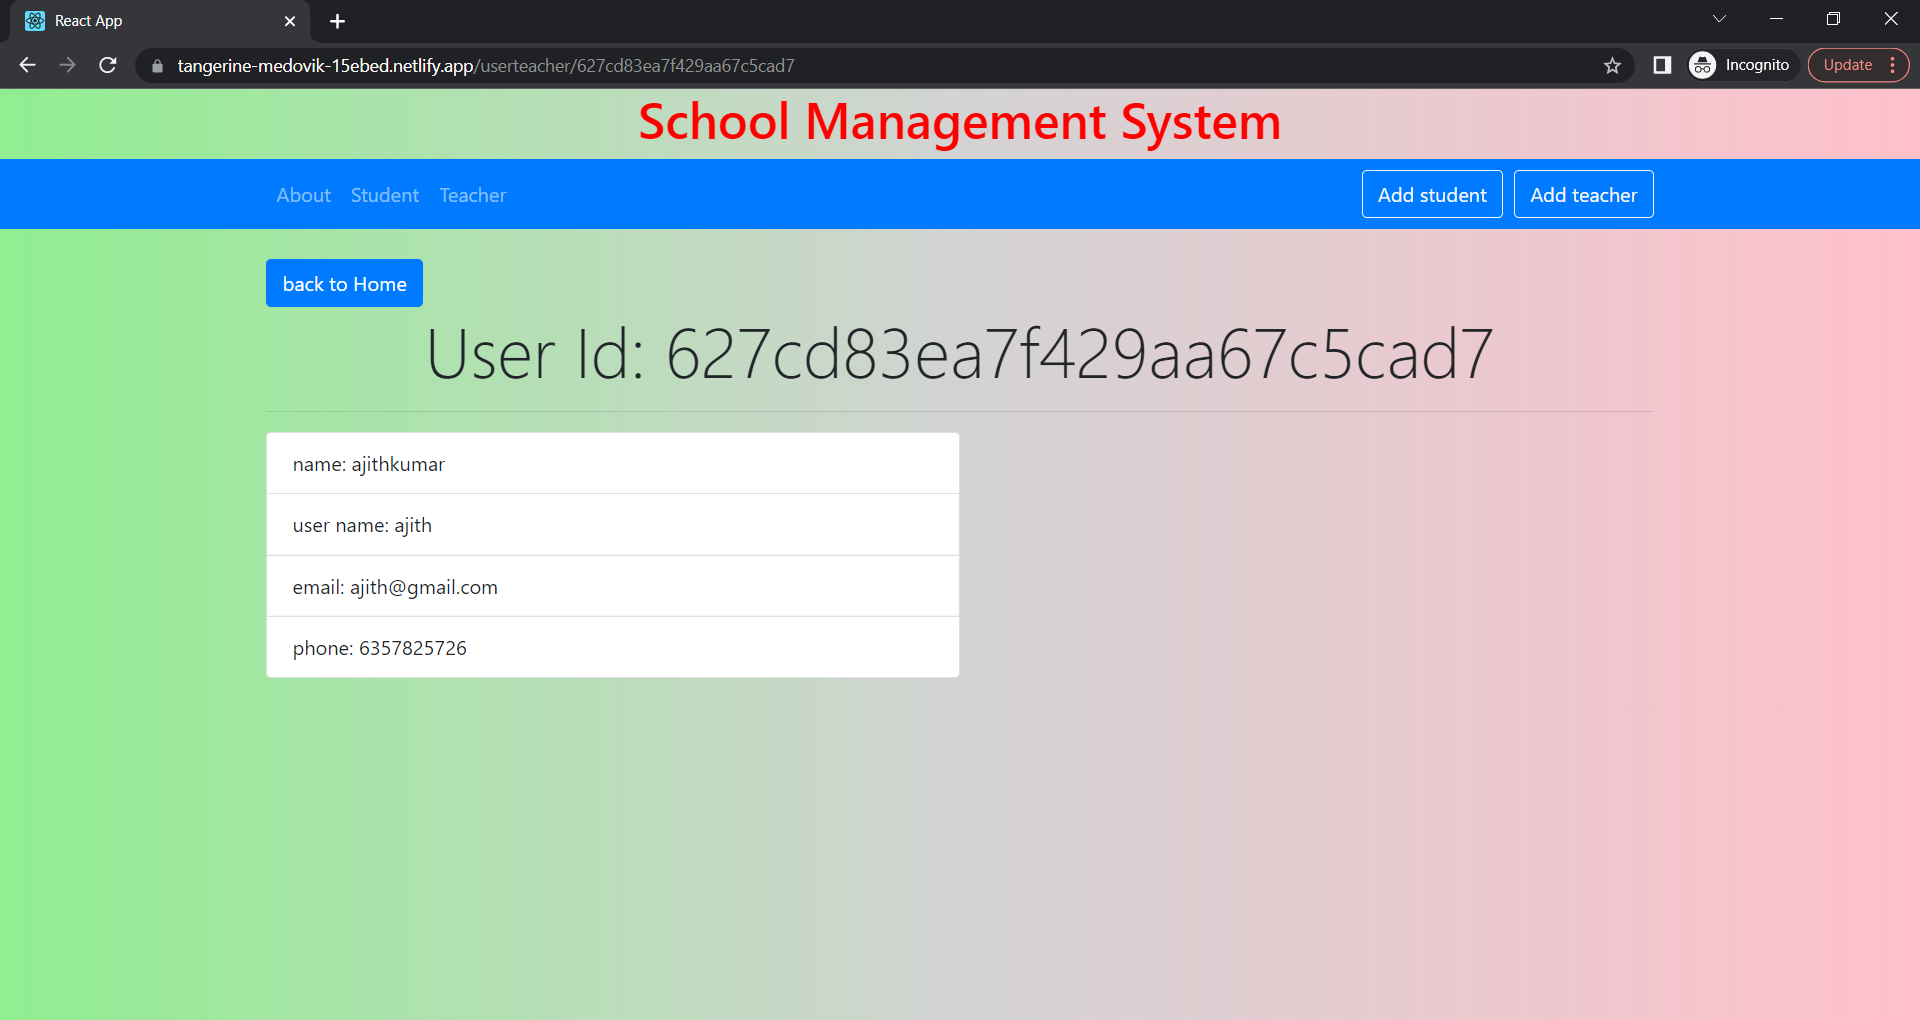 React App
tangerine-medovik-15ebed.netlify.app/userteacher/627cd83ea7f429aa67c5cad7
Incognito
Update
School Management System
About Student Teacher
Add student Add teacher
back to Home
User Id: 627cd83ea7f429aa67c5cad7
name: ajithkumar
user name: ajith
email: ajith@gmail.com
phone: 6357825726